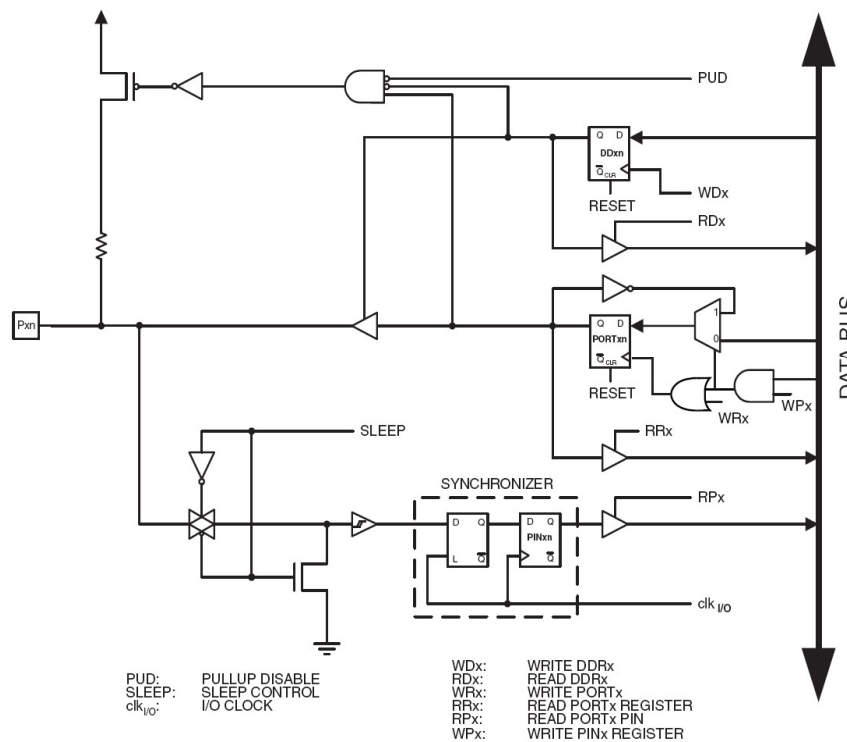 PUD
Q D
DDxn
Q CLR
WDx
RESET
RDx
Pxn
1
Q D
PORTxn
0
Q CLR
RESET
WPx
WRx
SLEEP
RRx
DATA BUS
SYNCHRONIZER
RPx
D Q
D Q
PINxn
L Q
Q
clk I/O
PUD: PULLUP DISABLE
SLEEP: SLEEP CONTROL
clk I/O: I/O CLOCK
WDx: WRITE DDRx
RDx: READ DDRx
WRx: WRITE PORTx
RRx: READ PORTx REGISTER
RPx: READ PORTx PIN
WPx: WRITE PINx REGISTER